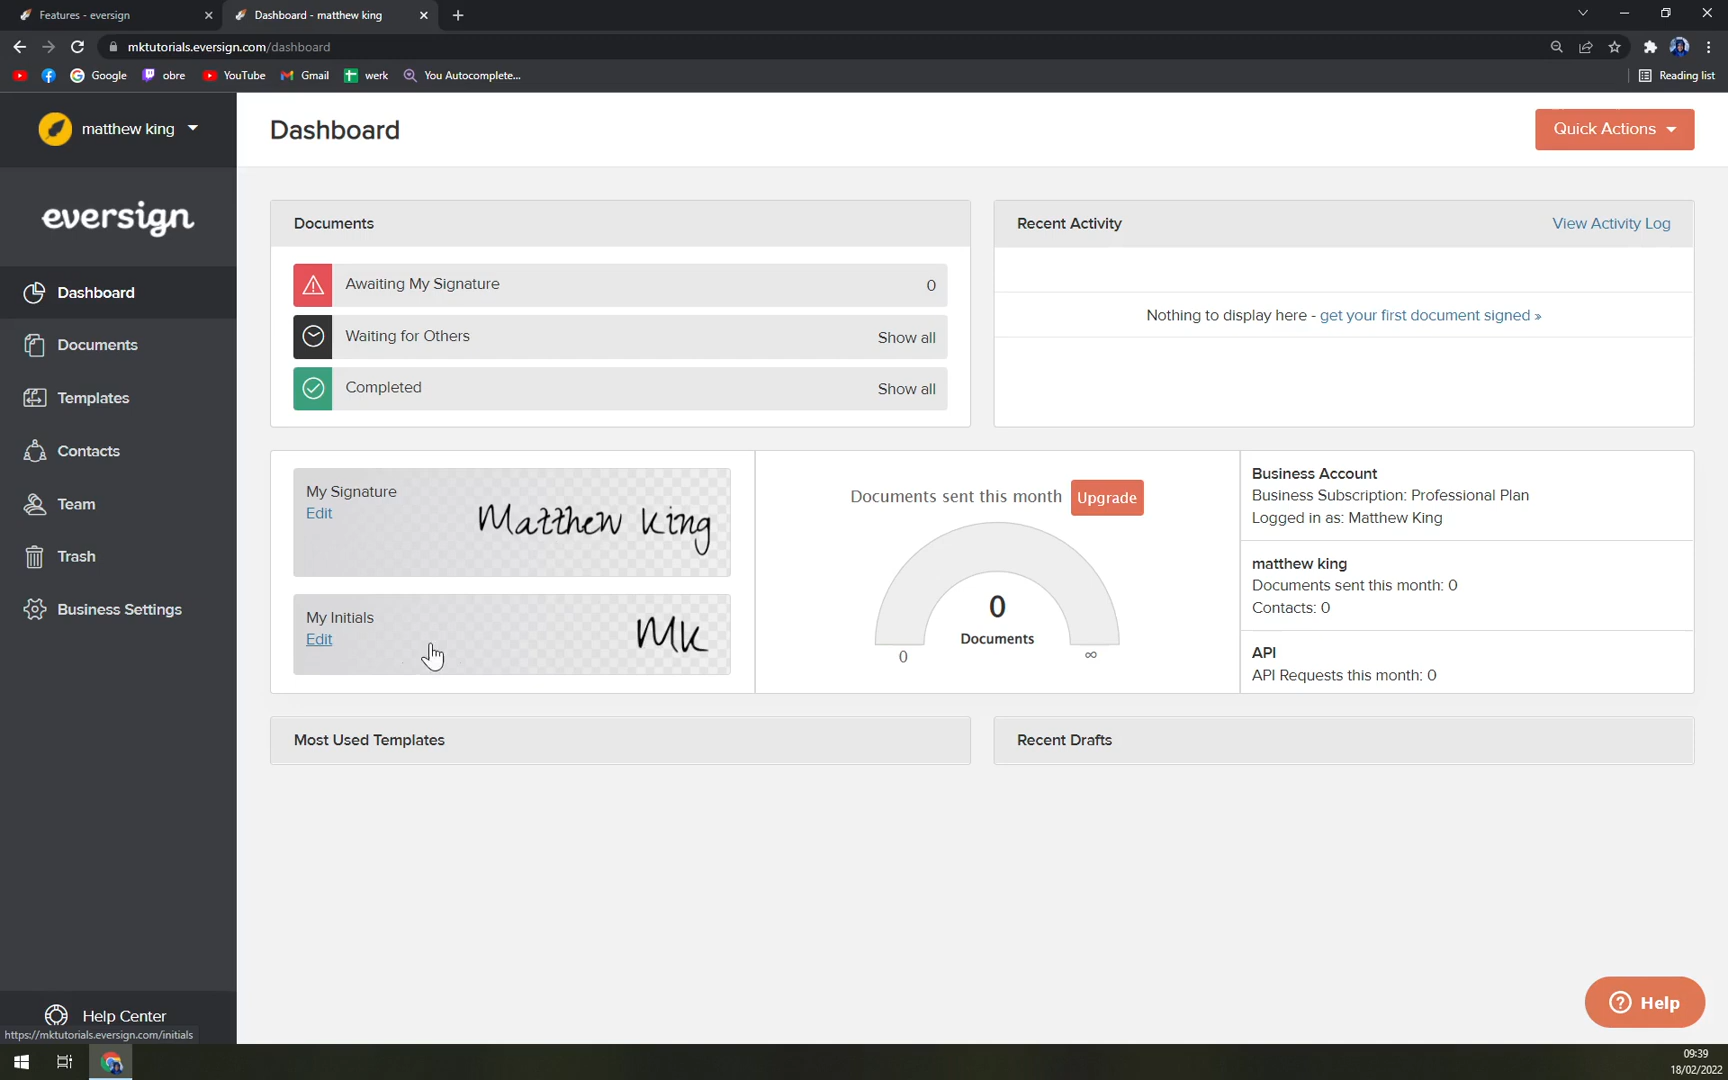 Features - eversign
Dashboard - matthew king
mktutorials.eversign.com/dashboard
Google
obre
YouTube
Gmail
werk
You Autocomplete...
Reading list
matthew king
Dashboard
Quick Actions
eversign
Dashboard
Documents
Templates
Contacts
Team
Trash
Business Settings
Help Center
https://mktutorials.eversign.com/initials
Documents
Awaiting My Signature 0
Waiting for Others Show all
Completed Show all
Recent Activity View Activity Log
Nothing to display here - get your first document signed »
My Signature
Edit
Matthew King
My Initials
Edit
MK
Documents sent this month Upgrade
0
Documents
0 ∞
Business Account
Business Subscription: Professional Plan
Logged in as: Matthew King
matthew king
Documents sent this month: 0
Contacts: 0
API
API Requests this month: 0
Most Used Templates
Recent Drafts
Help
09:39
18/02/2022